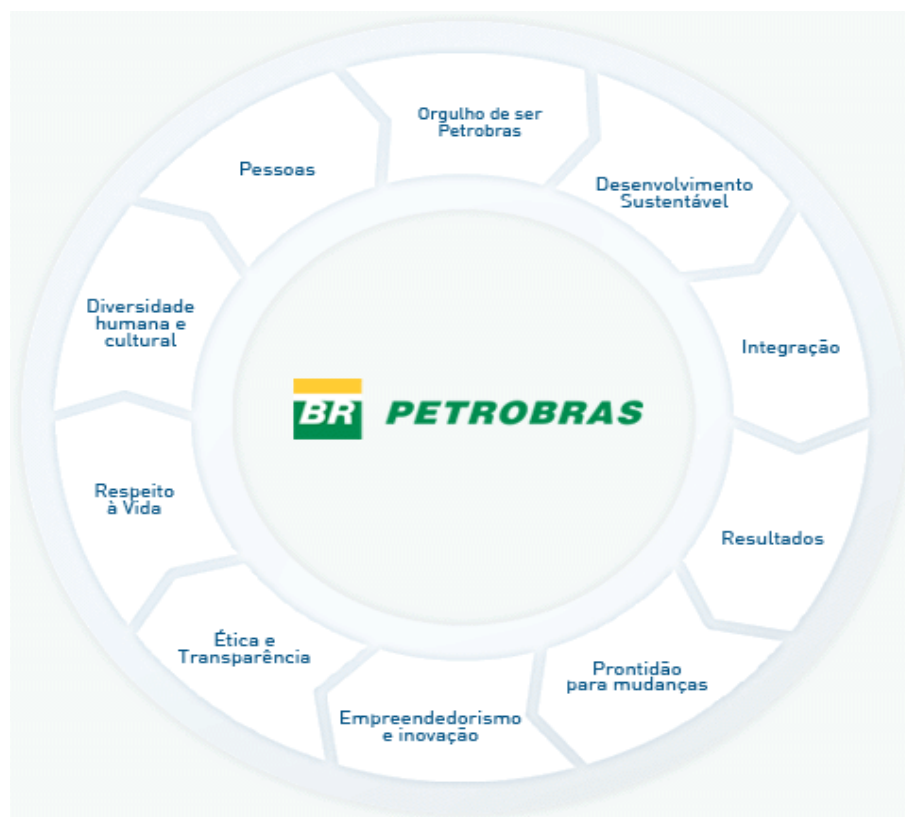 Orgulho de ser
Petrobras
Desenvolvimento
Sustentável
Integração
Resultados
Prontidão
para mudanças
Empreendedorismo
e inovação
Ética e
Transparência
Respeito
à Vida
Diversidade
humana e
cultural
Pessoas
BR PETROBRAS